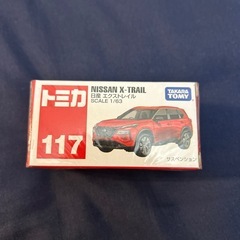 トミカ
117
NISSAN X-TRAIL
日産 エクストレイル
SCALE 1/63
TAKARA
TOMY
サスペンション